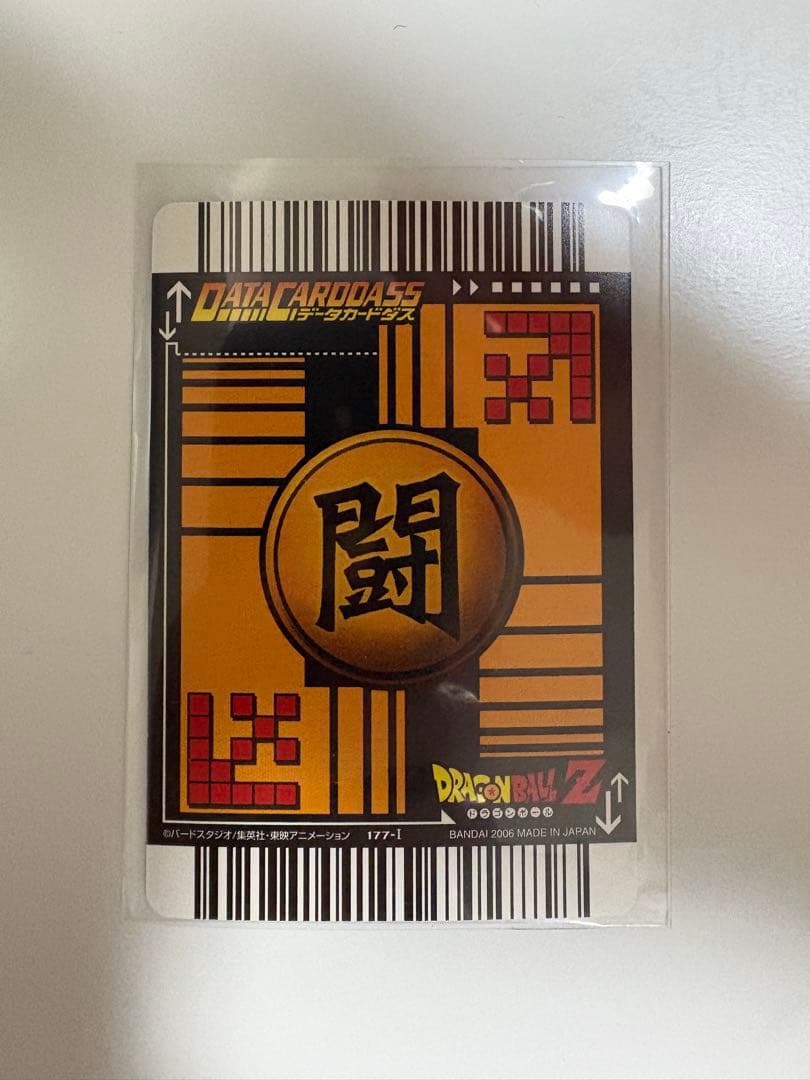 DATA CARDDASS
データカードダス
闘
DRAGON BALL Z
ドラゴンボール
©バードスタジオ/集英社・東映アニメーション 177-I
BANDAI 2006 MADE IN JAPAN